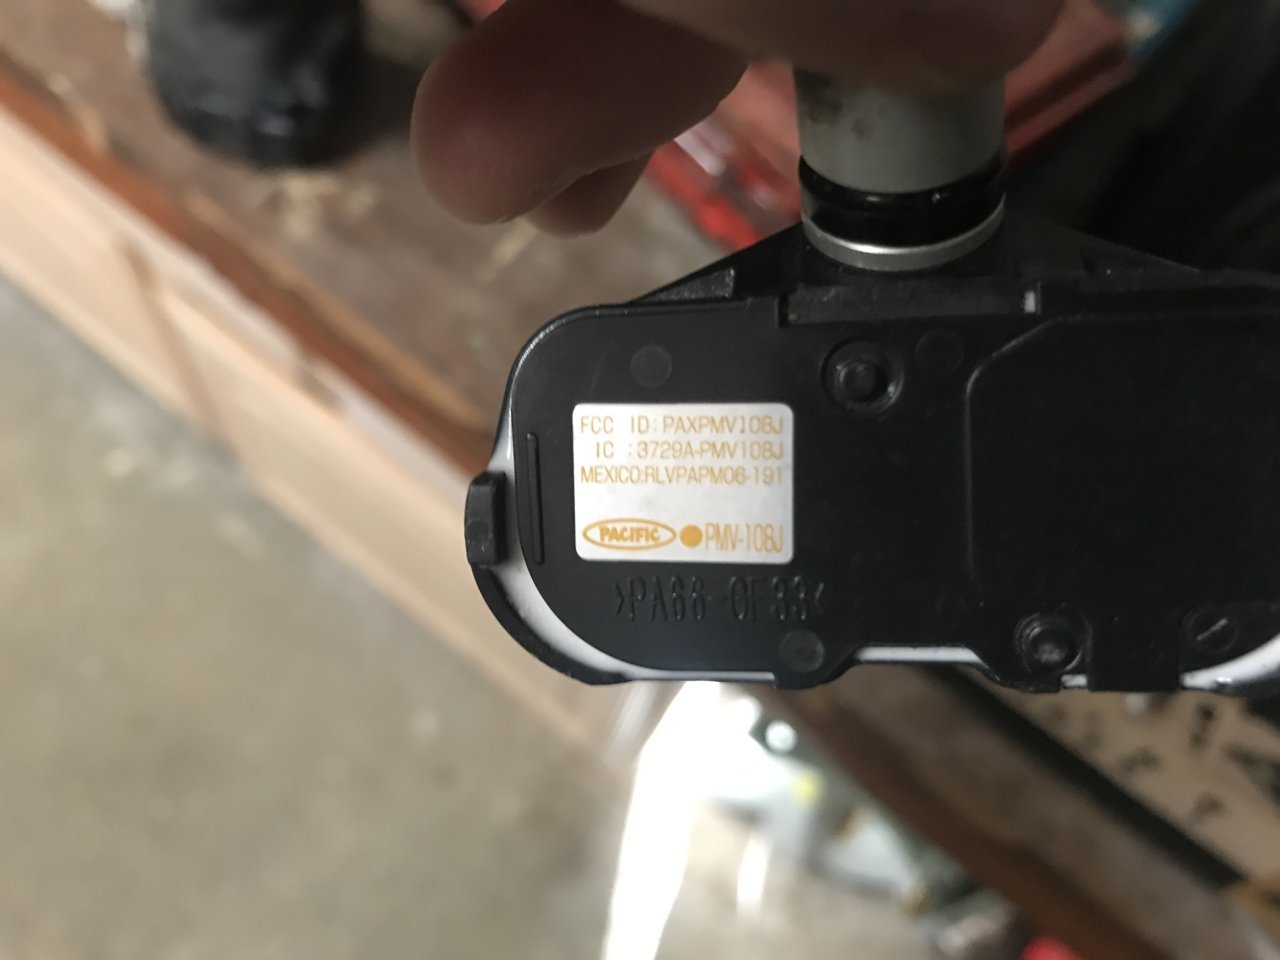 FCC ID: PAXPMV108J
IC : 3729A-PMV108J
MEXICO:RLVPAPM06-191
PACIFIC ●PMV-108J
>PA66-GF33<